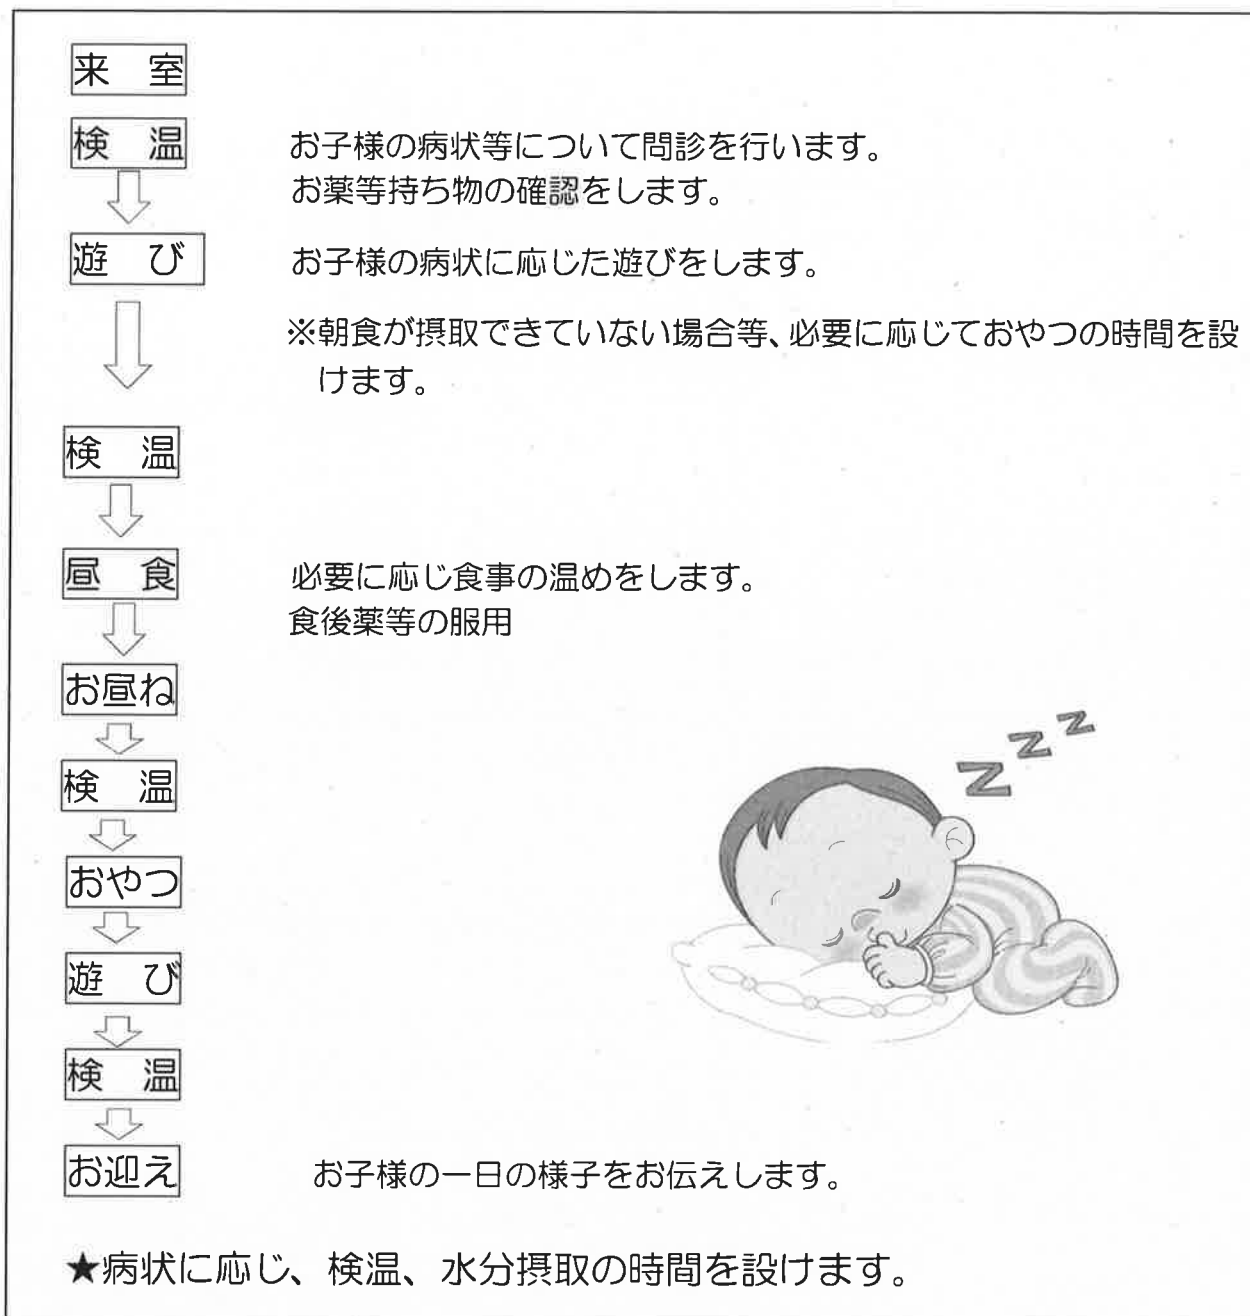 来　室
検　温
お子様の病状等について問診を行います。
お薬等持ち物の確認をします。
遊　び
お子様の病状に応じた遊びをします。
※朝食が摂取できていない場合等、必要に応じておやつの時間を設
けます。
検　温
昼　食
必要に応じ食事の温めをします。
食後薬等の服用
お昼ね
検　温
おやつ
遊　び
検　温
お迎え
お子様の一日の様子をお伝えします。
★病状に応じ、検温、水分摂取の時間を設けます。
z z z